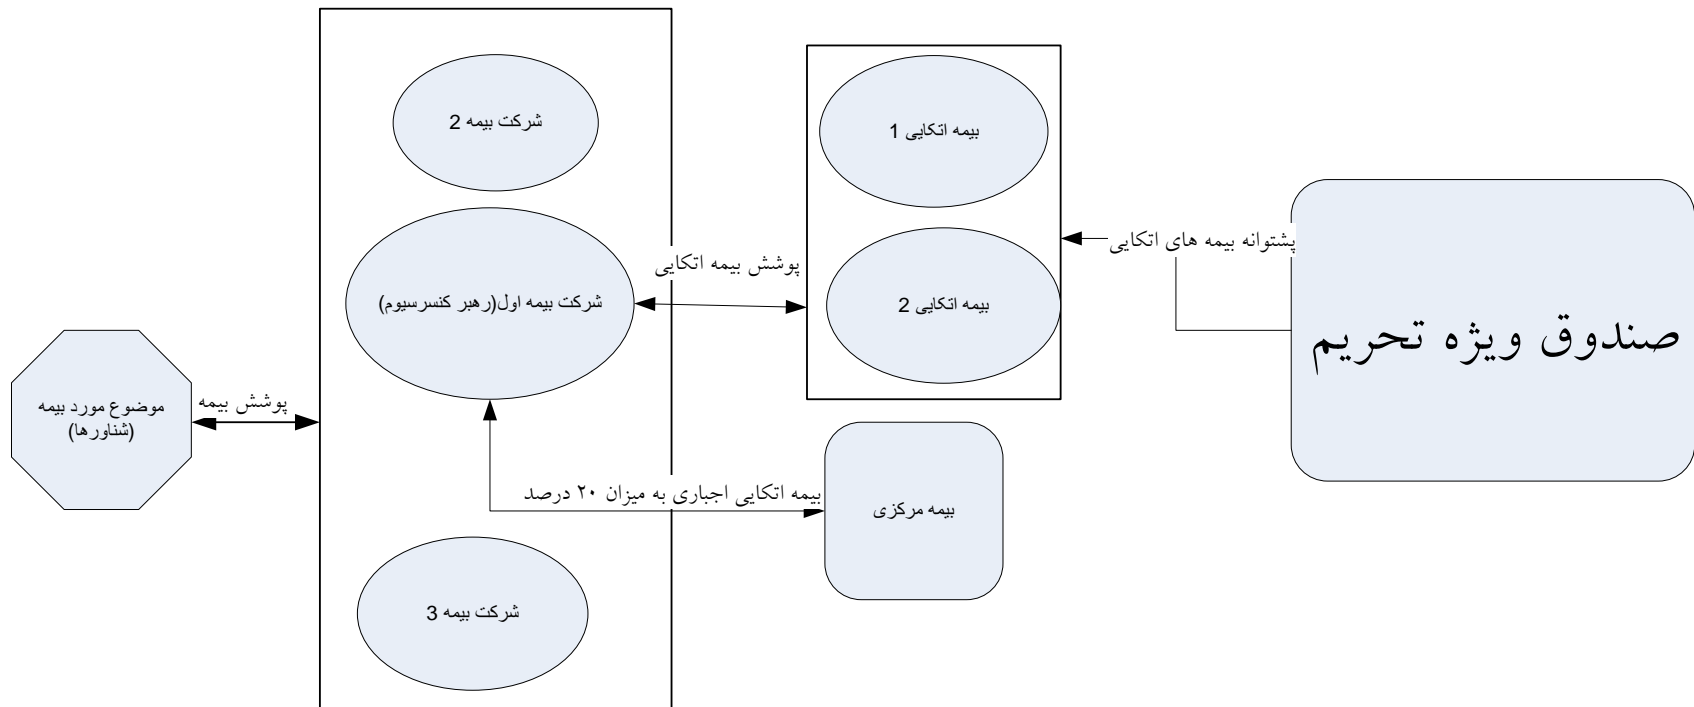 شرکت بیمه 2
بیمه اتکایی 1
پشتوانه بیمه های اتکایی
پوشش بیمه اتکایی
شرکت بیمه اول(رهبر کنسرسیوم)
بیمه اتکایی 2
صندوق ویژه تحریم
پوشش بیمه
موضوع مورد بیمه
(شناورها)
بیمه اتکایی اجباری به میزان ۲۰ درصد
بیمه مرکزی
شرکت بیمه 3